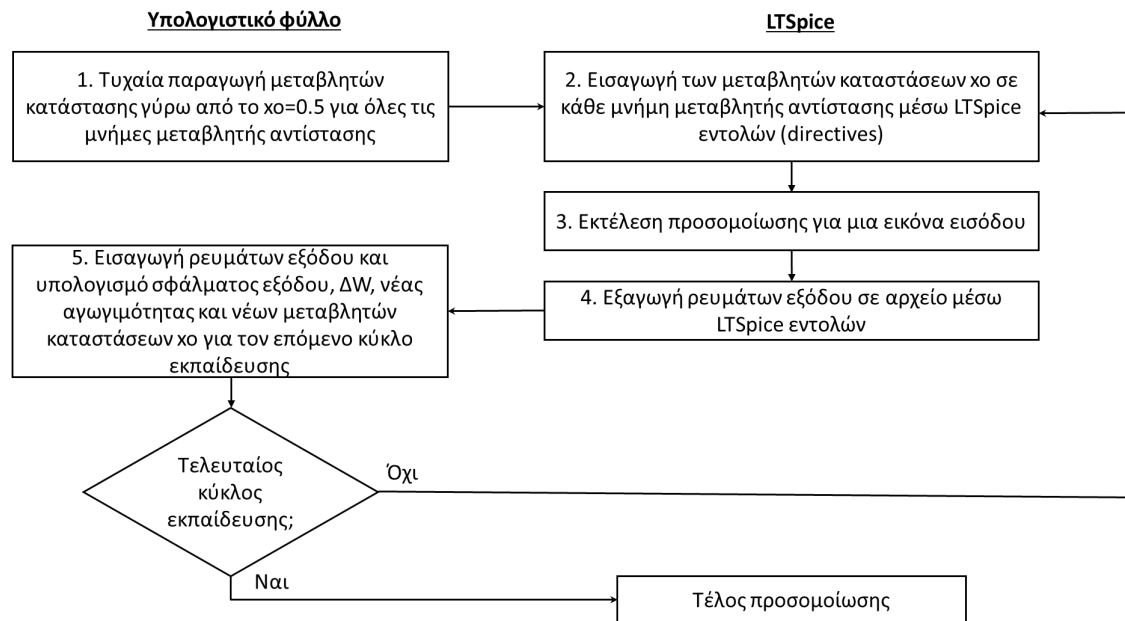 Υπολογιστικό φύλλο
LTSpice
1. Τυχαία παραγωγή μεταβλητών
κατάστασης γύρω από το xo=0.5 για όλες τις
μνήμες μεταβλητής αντίστασης
2. Εισαγωγή των μεταβλητών καταστάσεων xo σε
κάθε μνήμη μεταβλητής αντίστασης μέσω LTSpice
εντολών (directives)
3. Εκτέλεση προσομοίωσης για μια εικόνα εισόδου
4. Εξαγωγή ρευμάτων εξόδου σε αρχείο μέσω
LTSpice εντολών
5. Εισαγωγή ρευμάτων εξόδου και
υπολογισμό σφάλματος εξόδου, ΔW, νέας
αγωγιμότητας και νέων μεταβλητών
καταστάσεων xo για τον επόμενο κύκλο
εκπαίδευσης
Τελευταίος
κύκλος
εκπαίδευσης;
Όχι
Ναι
Τέλος προσομοίωσης